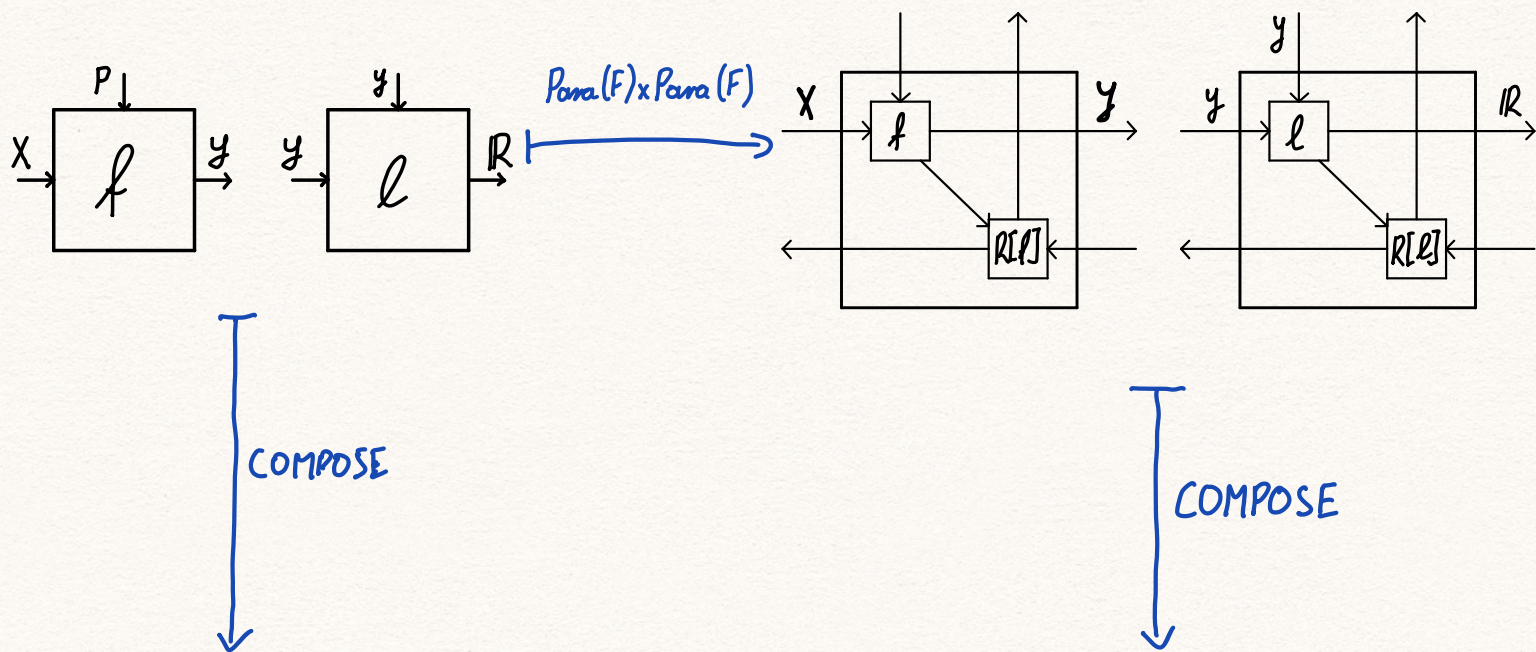 P
X
f
y
y
y
ℓ
R
Para(F) x Para(F)
X
f
R[f]
y
y
y
ℓ
R[ℓ]
R
COMPOSE
COMPOSE